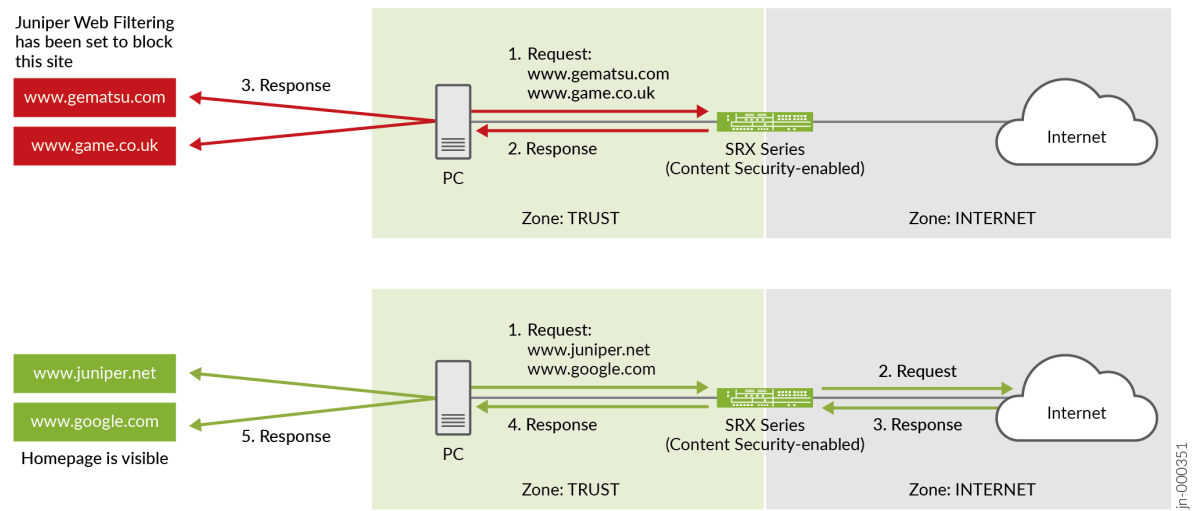 Juniper Web Filtering
has been set to block
this site
www.gematsu.com
www.game.co.uk
3. Response
1. Request:
www.gematsu.com
www.game.co.uk
2. Response
PC
SRX Series
(Content Security-enabled)
Internet
Zone: TRUST
Zone: INTERNET
www.juniper.net
www.google.com
Homepage is visible
5. Response
1. Request:
www.juniper.net
www.google.com
4. Response
PC
SRX Series
(Content Security-enabled)
2. Request
3. Response
Internet
Zone: TRUST
Zone: INTERNET
jn-000351